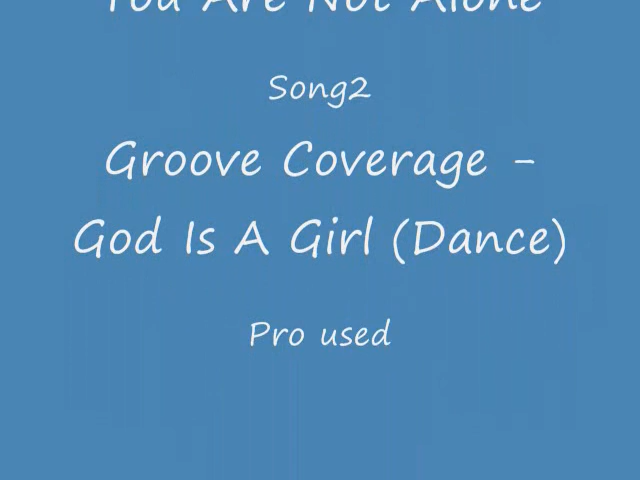 You Are Not Alone
Song2
Groove Coverage -
God Is A Girl (Dance)
Pro used